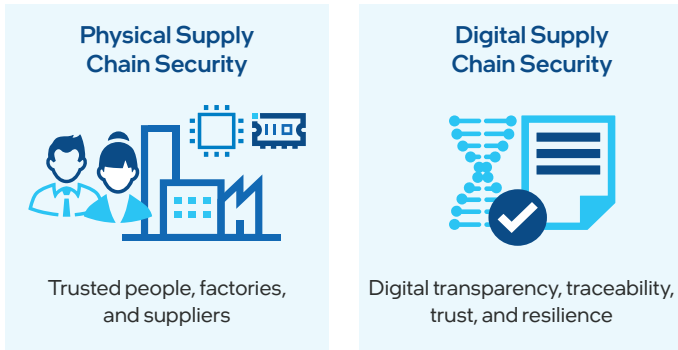 Physical Supply
Chain Security
Trusted people, factories,
and suppliers
Digital Supply
Chain Security
Digital transparency, traceability,
trust, and resilience